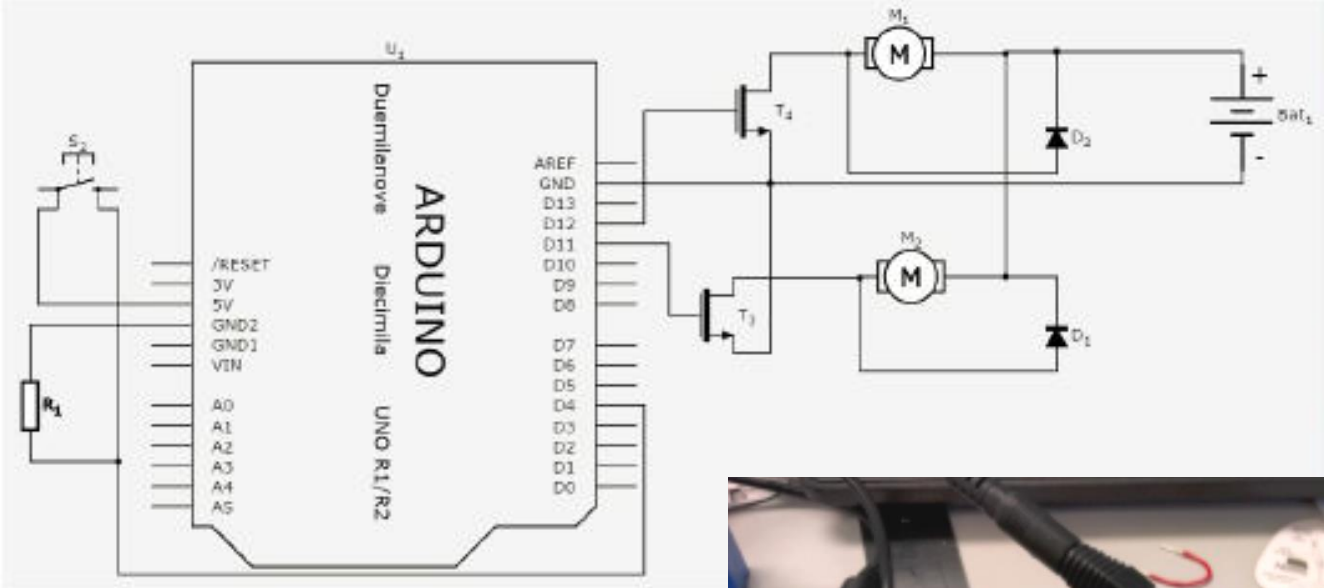 U1
Duemilanove Diecimila UNO R1/R2
ARDUINO
S2
/RESET
3V
5V
GND2
GND1
VIN
A0
A1
A2
A3
A4
A5
R1
AREF
GND
D13
D12
D11
D10
D9
D8
D7
D6
D5
D4
D3
D2
D1
D0
T4
M1
M
D2
+
Bat1
-
T3
M2
M
D1